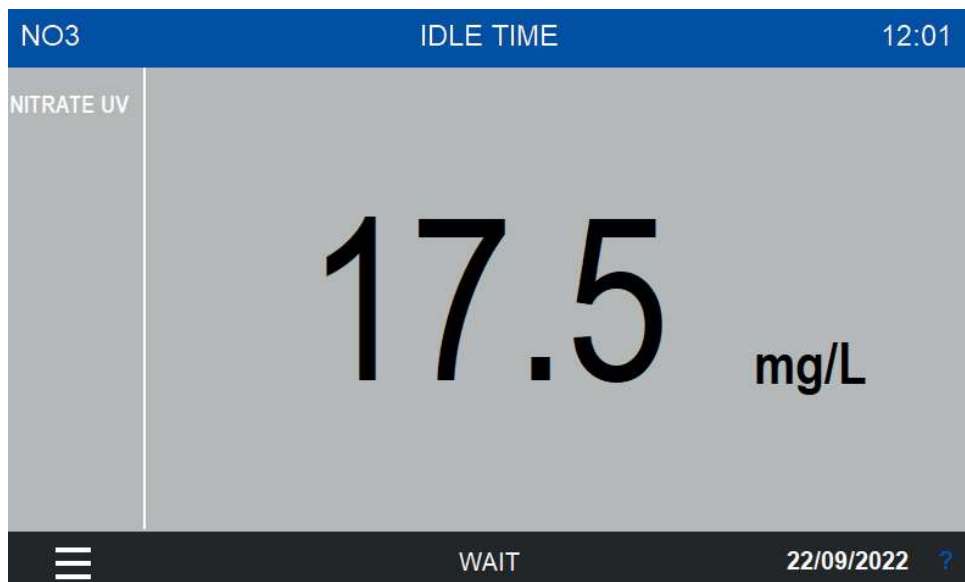 NO3 IDLE TIME 12:01
NITRATE UV
17.5 mg/L
WAIT 22/09/2022 ?